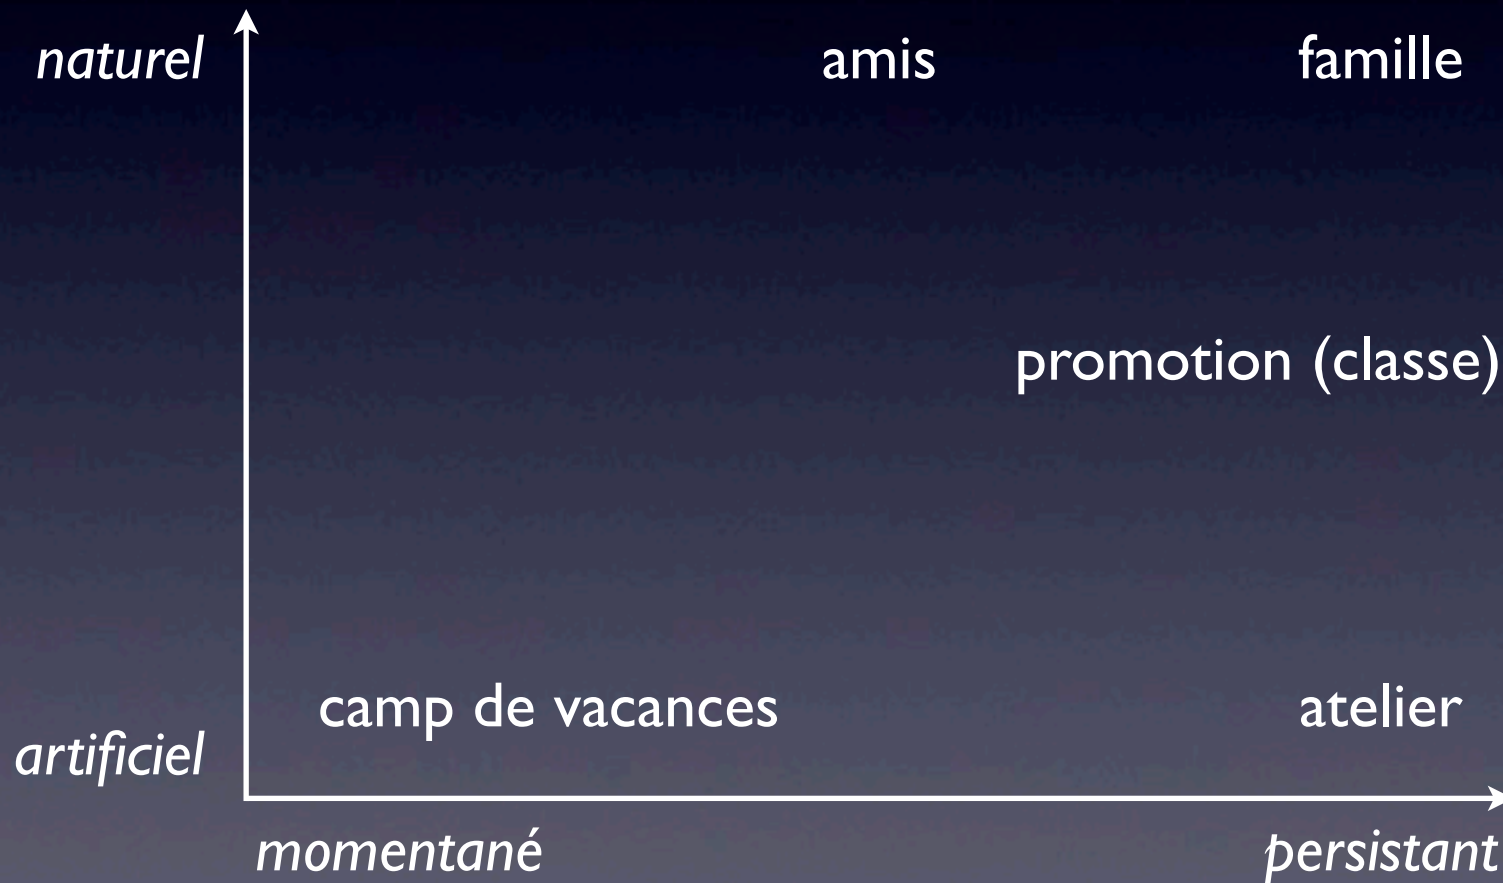 naturel amis famille
promotion (classe)
camp de vacances atelier
artificiel
momentané persistant